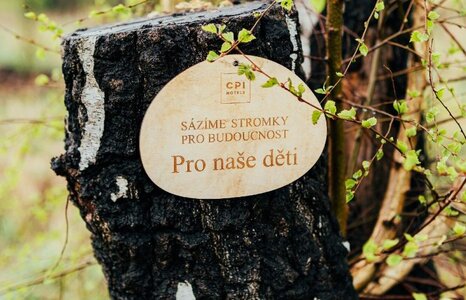 CPI
HOTELS
SÁZÍME STROMKY
PRO BUDOUCNOST
Pro naše děti